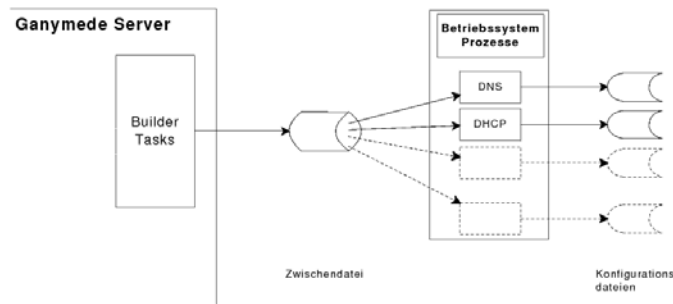 Ganymede Server
Betriebssystem
Prozesse
DNS
Builder
Tasks
DHCP
Zwischendatei
Konfigurations
dateien